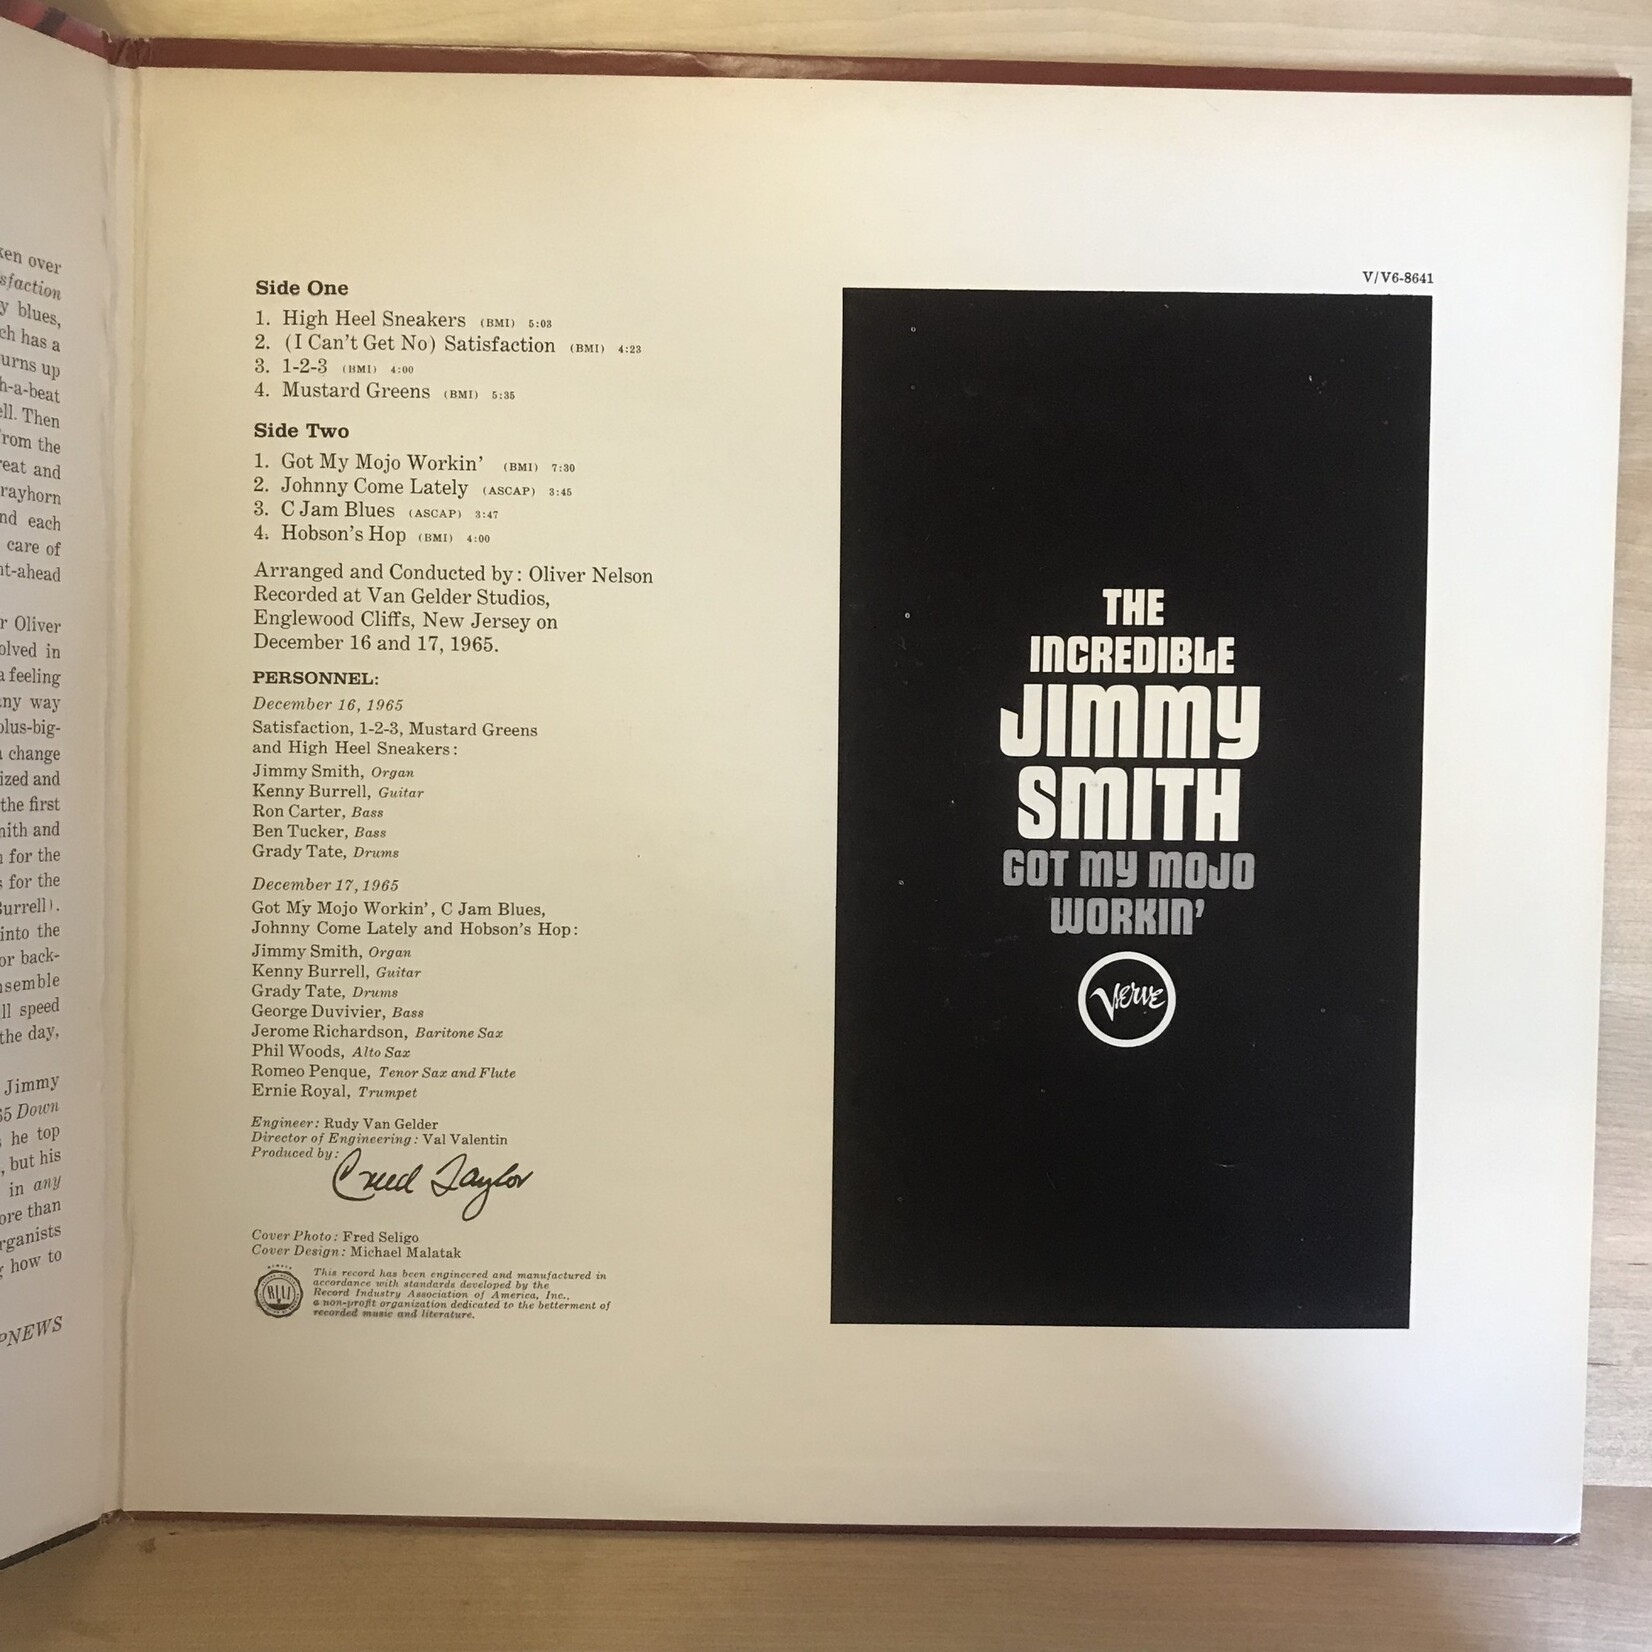 ken over
sfaction
y blues,
ch has a
urns up
h-a-beat
ell. Then
from the
reat and
rayhorn
nd each
care of
ht-ahead
r Oliver
olved in
a feeling
any way
plus-big-
change
ized and
the first
mith and
for the
for the
Burrell).
into the
or back-
nsemble
ll speed
the day,
Jimmy
65 Down
he top
, but his
in any
ore than
rganists
how to
PNEWS
Side One
1. High Heel Sneakers (BMI) 5:03
2. (I Can't Get No) Satisfaction (BMI) 4:23
3. 1-2-3 (BMI) 4:00
4. Mustard Greens (BMI) 5:35
Side Two
1. Got My Mojo Workin' (BMI) 7:30
2. Johnny Come Lately (ASCAP) 3:45
3. C Jam Blues (ASCAP) 3:47
4. Hobson's Hop (BMI) 4:00
Arranged and Conducted by: Oliver Nelson
Recorded at Van Gelder Studios,
Englewood Cliffs, New Jersey on
December 16 and 17, 1965.
PERSONNEL:
December 16, 1965
Satisfaction, 1-2-3, Mustard Greens
and High Heel Sneakers:
Jimmy Smith, Organ
Kenny Burrell, Guitar
Ron Carter, Bass
Ben Tucker, Bass
Grady Tate, Drums
December 17, 1965
Got My Mojo Workin', C Jam Blues,
Johnny Come Lately and Hobson's Hop:
Jimmy Smith, Organ
Kenny Burrell, Guitar
Grady Tate, Drums
George Duvivier, Bass
Jerome Richardson, Baritone Sax
Phil Woods, Alto Sax
Romeo Penque, Tenor Sax and Flute
Ernie Royal, Trumpet
Engineer: Rudy Van Gelder
Director of Engineering: Val Valentin
Produced by:
Creed Taylor
Cover Photo: Fred Seligo
Cover Design: Michael Malatak
This record has been engineered and manufactured in
accordance with standards developed by the
Record Industry Association of America, Inc.,
a non-profit organization dedicated to the betterment of
recorded music and literature.
V/V6-8641
THE
INCREDIBLE
JIMMY
SMITH
GOT MY MOJO
WORKIN'
Verve